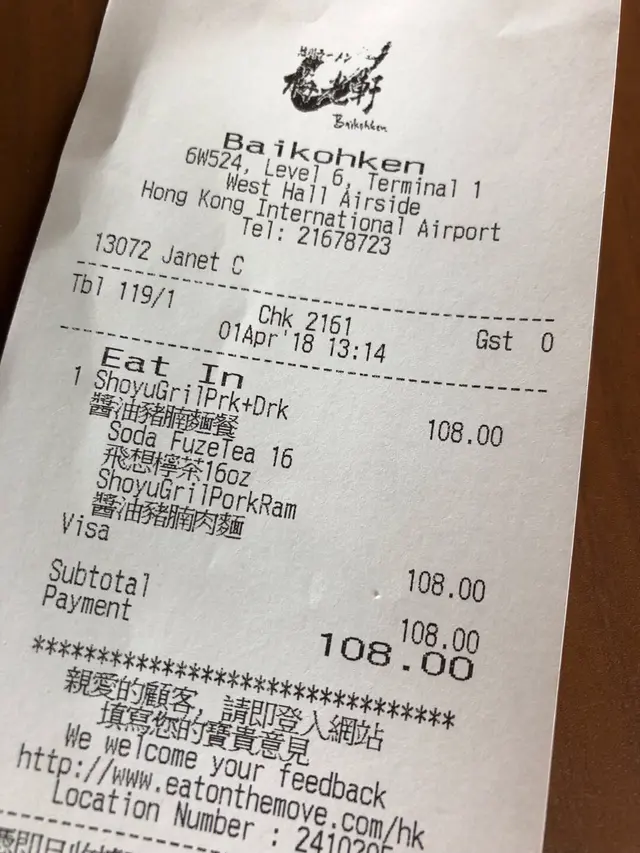 梅光軒
Baikohken
Baikohken
6W524, Level 6, Terminal 1
West Hall Airside
Hong Kong International Airport
Tel: 21678723
13072 Janet C
Tbl 119/1 Chk 2161 Gst 0
01Apr'18 13:14
Eat In
1 ShoyuGrilPrk+Drk 108.00
醬油豬腩麵餐
Soda FuzeTea 16
飛想檸茶16oz
ShoyuGrilPorkRam
醬油豬腩肉麵
Visa 108.00
Subtotal 108.00
Payment 108.00
*********************************
親愛的顧客, 請即登入網站
填寫您的寶貴意見
We welcome your feedback
http://www.eatonthemove.com/hk
Location Number : 2410205